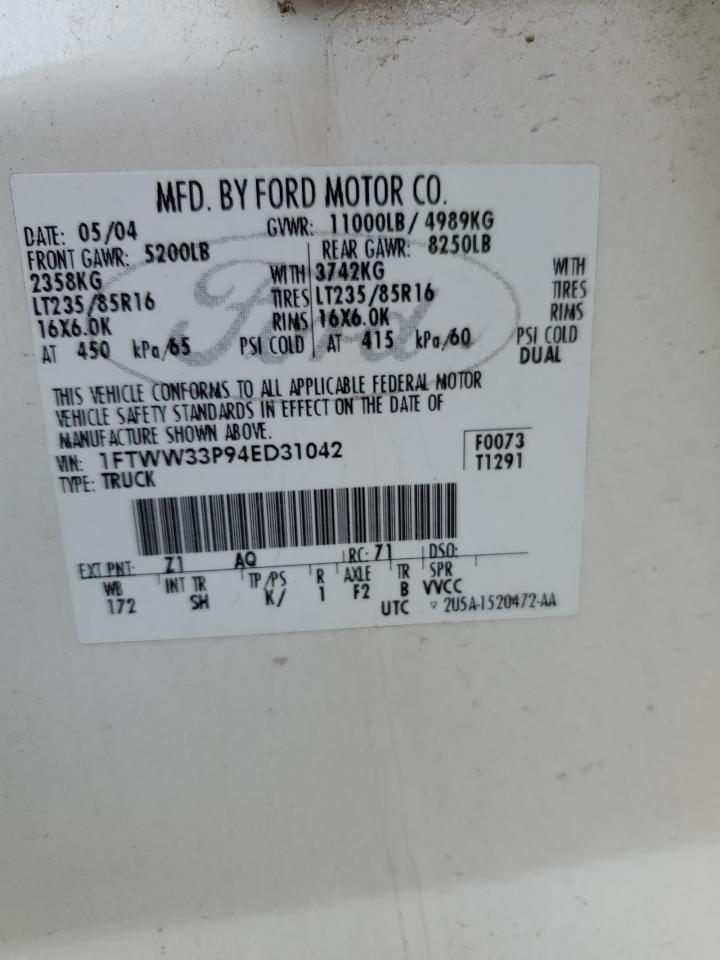 MFD. BY FORD MOTOR CO.
DATE: 05/04 GVWR: 11000LB/ 4989KG
FRONT GAWR: 5200LB REAR GAWR: 8250LB
2358KG WITH 3742KG WITH
LT235/85R16 TIRES LT235/85R16 TIRES
16X6.0K RIMS 16X6.0K RIMS
AT 450 kPa/65 PSI COLD AT 415 kPa/60 PSI COLD
DUAL
Ford
THIS VEHICLE CONFORMS TO ALL APPLICABLE FEDERAL MOTOR
VEHICLE SAFETY STANDARDS IN EFFECT ON THE DATE OF
MANUFACTURE SHOWN ABOVE.
VIN: 1FTWW33P94ED31042 F0073
TYPE: TRUCK T1291
EXT PNT: Z1 AQ RC: 71 DSO:
WB INT TR TP/PS R AXLE TR SPR
172 SH K/ 1 F2 B VVCC
UTC ▿ 2U5A-1520472-AA